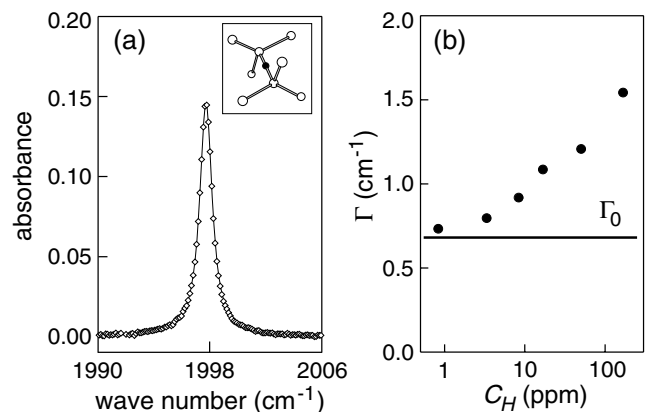 (a)
absorbance
0.20
0.15
0.10
0.05
0.00
1990
1998
2006
wave number (cm⁻¹)
(b)
Γ (cm⁻¹)
2.0
1.5
1.0
0.5
0.0
Γ₀
1
10
100
C_H (ppm)